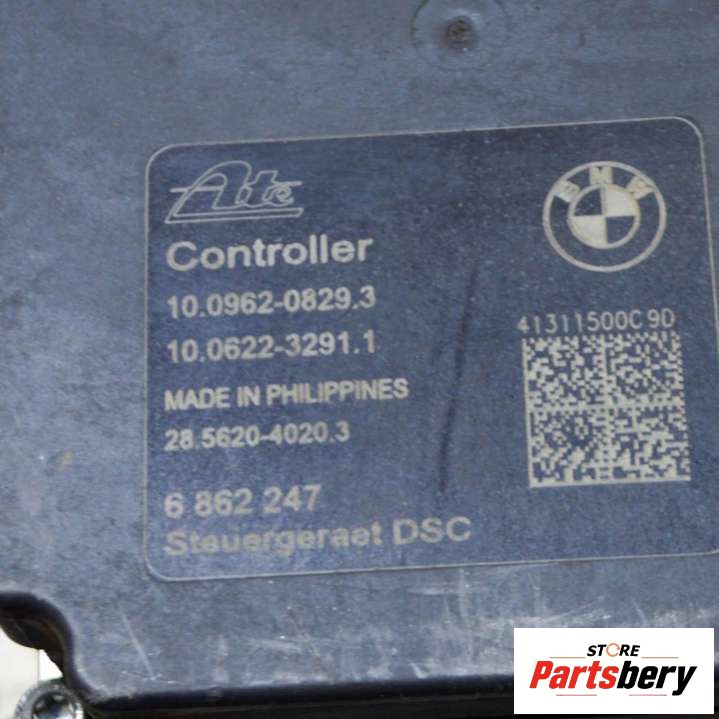 Ate
BMW
Controller
10.0962-0829.3
41311500C9D
10.0622-3291.1
MADE IN PHILIPPINES
28.5620-4020.3
6 862 247
Steuergeraet DSC
STORE
Partsbery